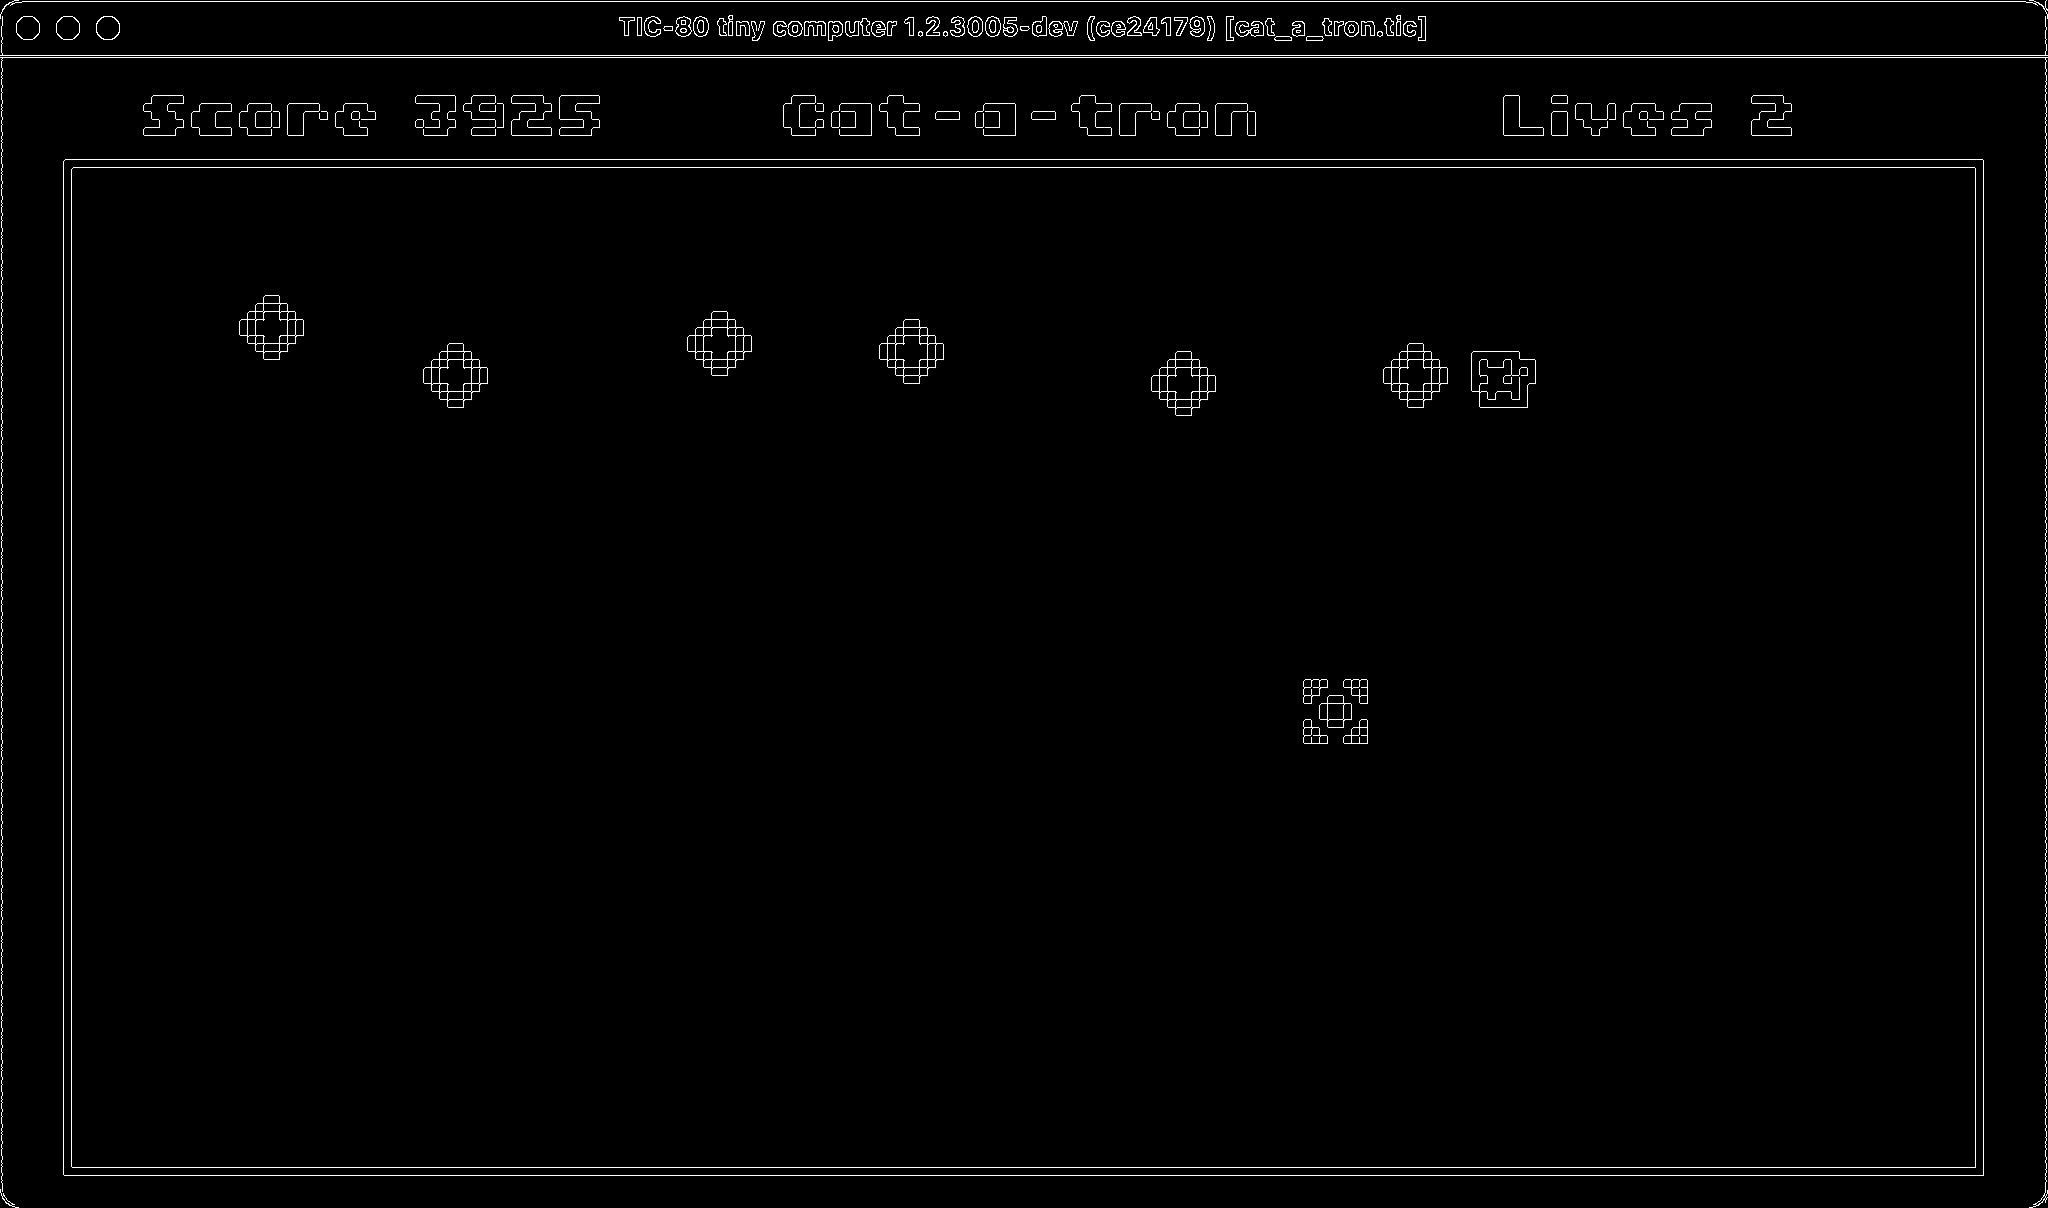 TIC-80 tiny computer 1.2.3005-dev (ce24179) [cat_a_tron.tic]
Score 3925 Cat-a-tron Lives 2